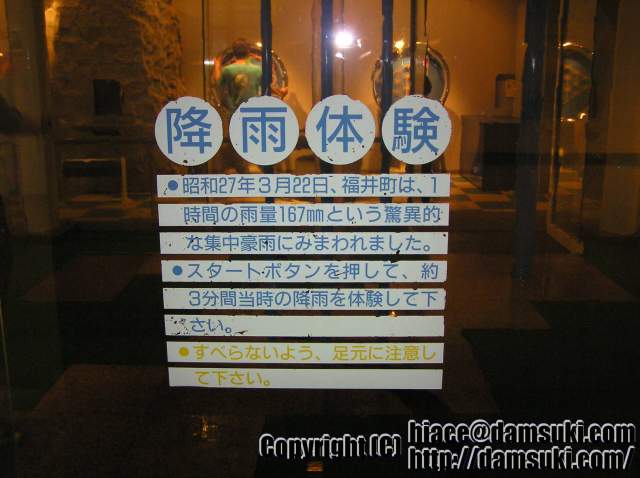 降雨体験
●昭和27年3月22日、福井町は、1
時間の雨量167mmという驚異的
な集中豪雨にみまわれました。
●スタートボタンを押して、約
3分間当時の降雨を体験して下
さい。
●すべらないよう、足元に注意し
て下さい。
Copyright (C) hiace@damsuki.com
http://damsuki.com/